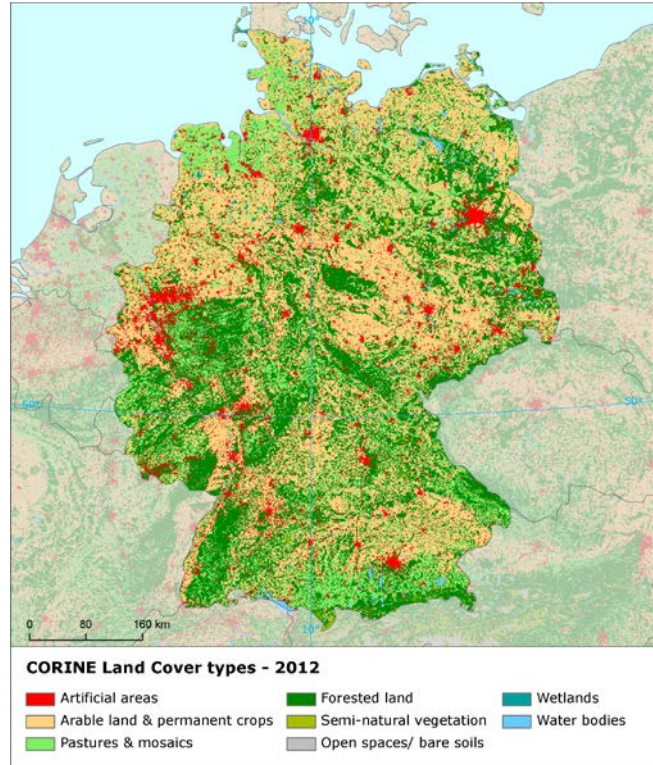 10°
50°
50°
10°
0 80 160 km
CORINE Land Cover types - 2012
Artificial areas
Forested land
Wetlands
Arable land & permanent crops
Semi-natural vegetation
Water bodies
Pastures & mosaics
Open spaces/ bare soils